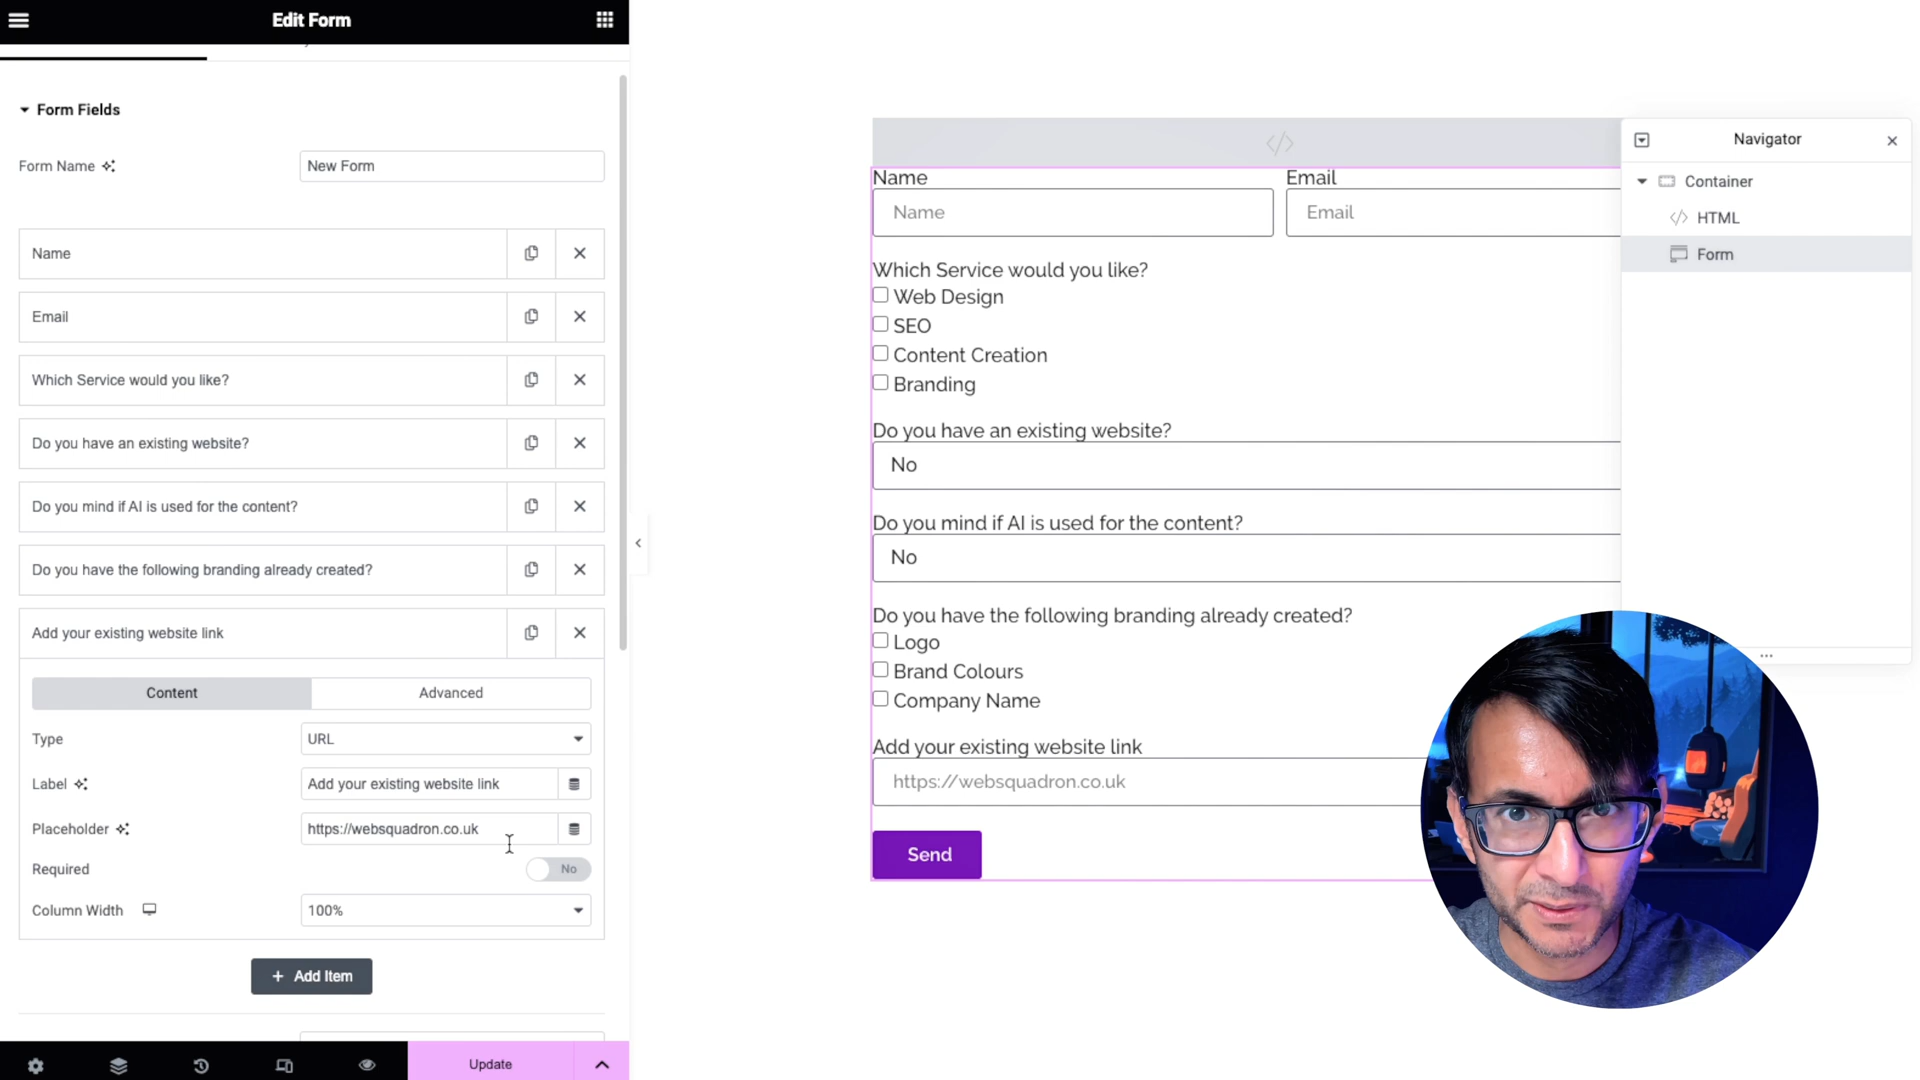 Edit Form
Form Fields
Form Name
New Form
Name
Email
Which Service would you like?
Do you have an existing website?
Do you mind if AI is used for the content?
Do you have the following branding already created?
Add your existing website link
Content
Advanced
Type
URL
Label
Add your existing website link
Placeholder
https://websquadron.co.uk
Required
No
Column Width
100%
+ Add Item
Update
Name
Email
Name
Email
Which Service would you like?
Web Design
SEO
Content Creation
Branding
Do you have an existing website?
No
Do you mind if AI is used for the content?
No
Do you have the following branding already created?
Logo
Brand Colours
Company Name
Add your existing website link
https://websquadron.co.uk
Send
Navigator
Container
HTML
Form